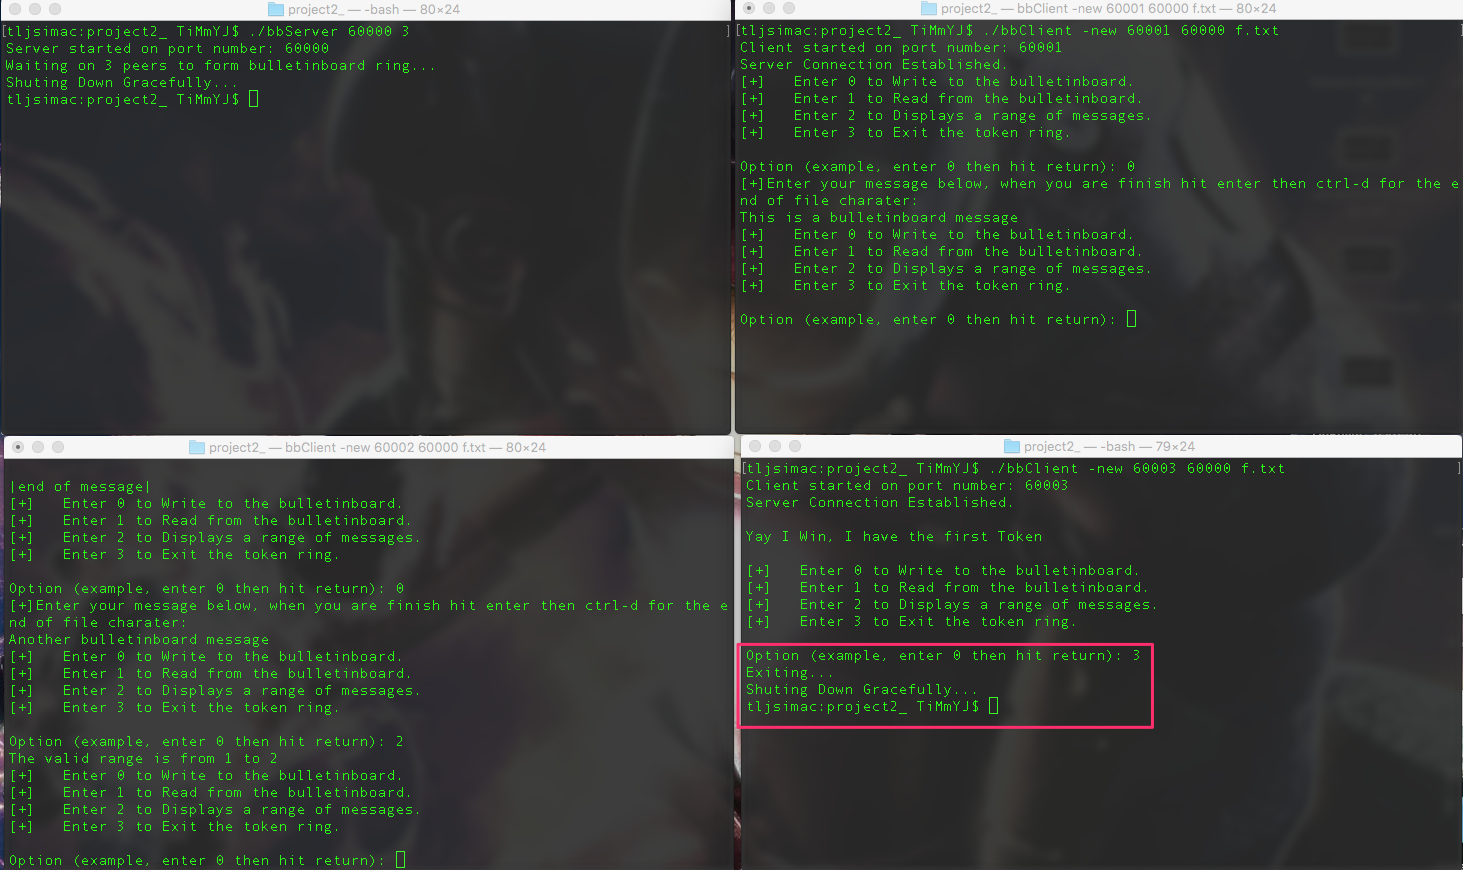 project2_ — -bash — 80×24
[tljsimac:project2_ TiMmYJ$ ./bbServer 60000 3 ]
Server started on port number: 60000
Waiting on 3 peers to form bulletinboard ring...
Shuting Down Gracefully...
tljsimac:project2_ TiMmYJ$
project2_ — bbClient -new 60001 60000 f.txt — 80×24
[tljsimac:project2_ TiMmYJ$ ./bbClient -new 60001 60000 f.txt ]
Client started on port number: 60001
Server Connection Established.
[+] Enter 0 to Write to the bulletinboard.
[+] Enter 1 to Read from the bulletinboard.
[+] Enter 2 to Displays a range of messages.
[+] Enter 3 to Exit the token ring.
Option (example, enter 0 then hit return): 0
[+]Enter your message below, when you are finish hit enter then ctrl-d for the e
nd of file charater:
This is a bulletinboard message
[+] Enter 0 to Write to the bulletinboard.
[+] Enter 1 to Read from the bulletinboard.
[+] Enter 2 to Displays a range of messages.
[+] Enter 3 to Exit the token ring.
Option (example, enter 0 then hit return):
project2_ — bbClient -new 60002 60000 f.txt — 80×24
|end of message|
[+] Enter 0 to Write to the bulletinboard.
[+] Enter 1 to Read from the bulletinboard.
[+] Enter 2 to Displays a range of messages.
[+] Enter 3 to Exit the token ring.
Option (example, enter 0 then hit return): 0
[+]Enter your message below, when you are finish hit enter then ctrl-d for the e
nd of file charater:
Another bulletinboard message
[+] Enter 0 to Write to the bulletinboard.
[+] Enter 1 to Read from the bulletinboard.
[+] Enter 2 to Displays a range of messages.
[+] Enter 3 to Exit the token ring.
Option (example, enter 0 then hit return): 2
The valid range is from 1 to 2
[+] Enter 0 to Write to the bulletinboard.
[+] Enter 1 to Read from the bulletinboard.
[+] Enter 2 to Displays a range of messages.
[+] Enter 3 to Exit the token ring.
Option (example, enter 0 then hit return):
project2_ — -bash — 79×24
[tljsimac:project2_ TiMmYJ$ ./bbClient -new 60003 60000 f.txt ]
Client started on port number: 60003
Server Connection Established.
Yay I Win, I have the first Token
[+] Enter 0 to Write to the bulletinboard.
[+] Enter 1 to Read from the bulletinboard.
[+] Enter 2 to Displays a range of messages.
[+] Enter 3 to Exit the token ring.
Option (example, enter 0 then hit return): 3
Exiting...
Shuting Down Gracefully...
tljsimac:project2_ TiMmYJ$